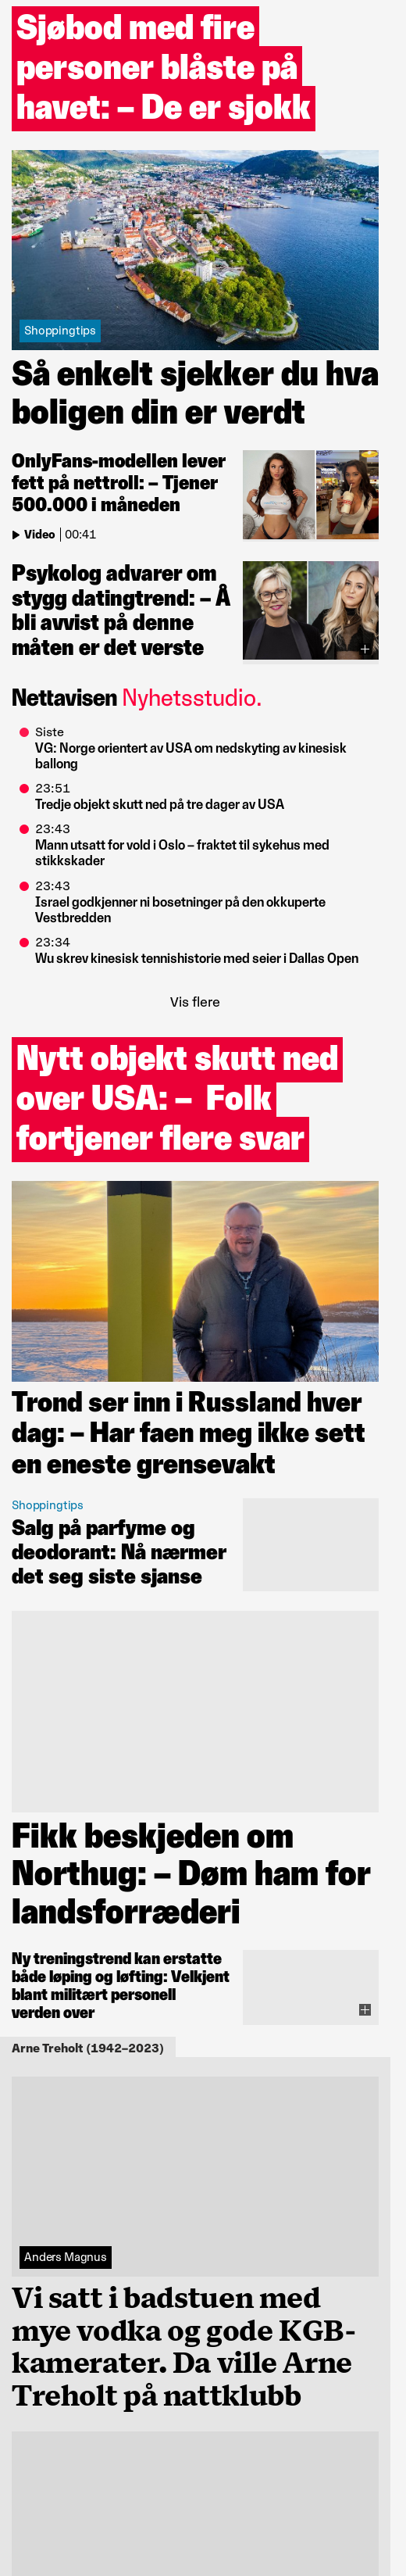 Sjøbod med fire
personer blåste på
havet: – De er sjokk
Shoppingtips
Så enkelt sjekker du hva
boligen din er verdt
OnlyFans-modellen lever
fett på nettroll: – Tjener
500.000 i måneden
Video | 00:41
Psykolog advarer om
stygg datingtrend: – Å
bli avvist på denne
måten er det verste
Nettavisen Nyhetsstudio.
Siste
VG: Norge orientert av USA om nedskyting av kinesisk
ballong
23:51
Tredje objekt skutt ned på tre dager av USA
23:43
Mann utsatt for vold i Oslo – fraktet til sykehus med
stikkskader
23:43
Israel godkjenner ni bosetninger på den okkuperte
Vestbredden
23:34
Wu skrev kinesisk tennishistorie med seier i Dallas Open
Vis flere
Nytt objekt skutt ned
over USA: – Folk
fortjener flere svar
Trond ser inn i Russland hver
dag: – Har faen meg ikke sett
en eneste grensevakt
Shoppingtips
Salg på parfyme og
deodorant: Nå nærmer
det seg siste sjanse
Fikk beskjeden om
Northug: – Døm ham for
landsforræderi
Ny treningstrend kan erstatte
både løping og løfting: Velkjent
blant militært personell
verden over
Arne Treholt (1942–2023)
Anders Magnus
Vi satt i badstuen med
mye vodka og gode KGB-
kamerater. Da ville Arne
Treholt på nattklubb